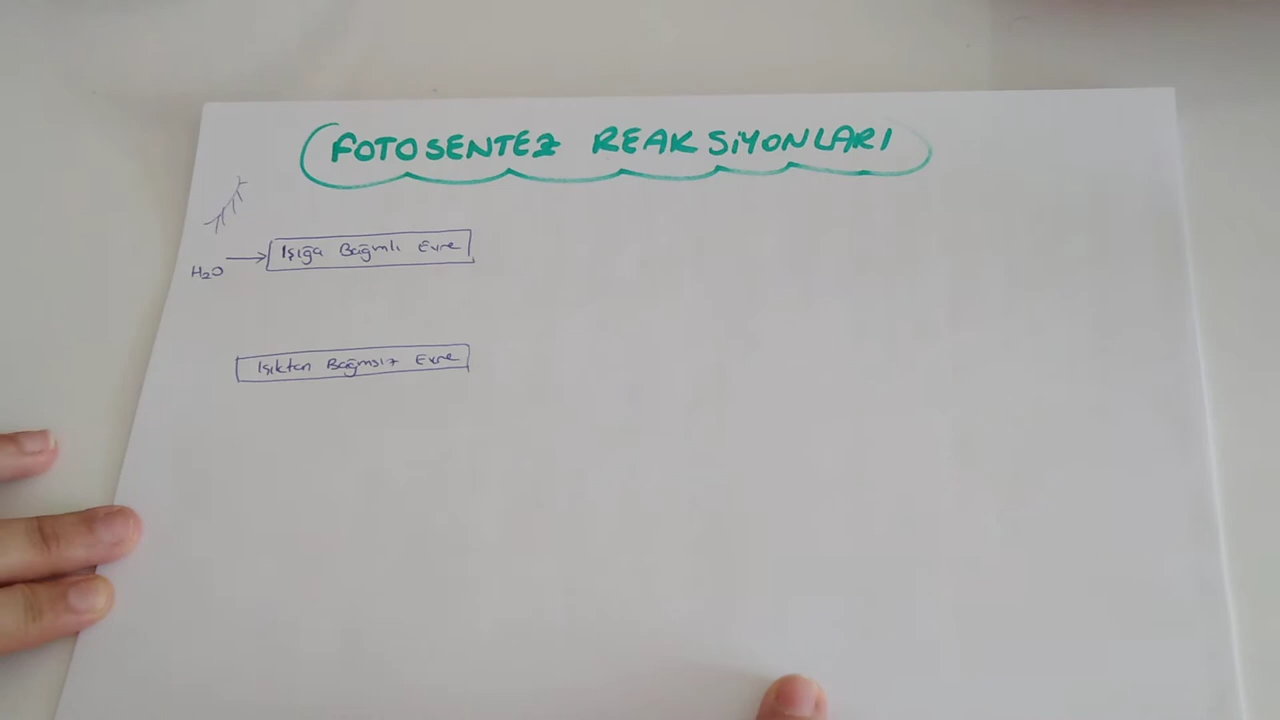 FOTOSENTEZ REAKSİYONLARI
H₂O → Işığa Bağımlı Evre
Işıktan Bağımsız Evre